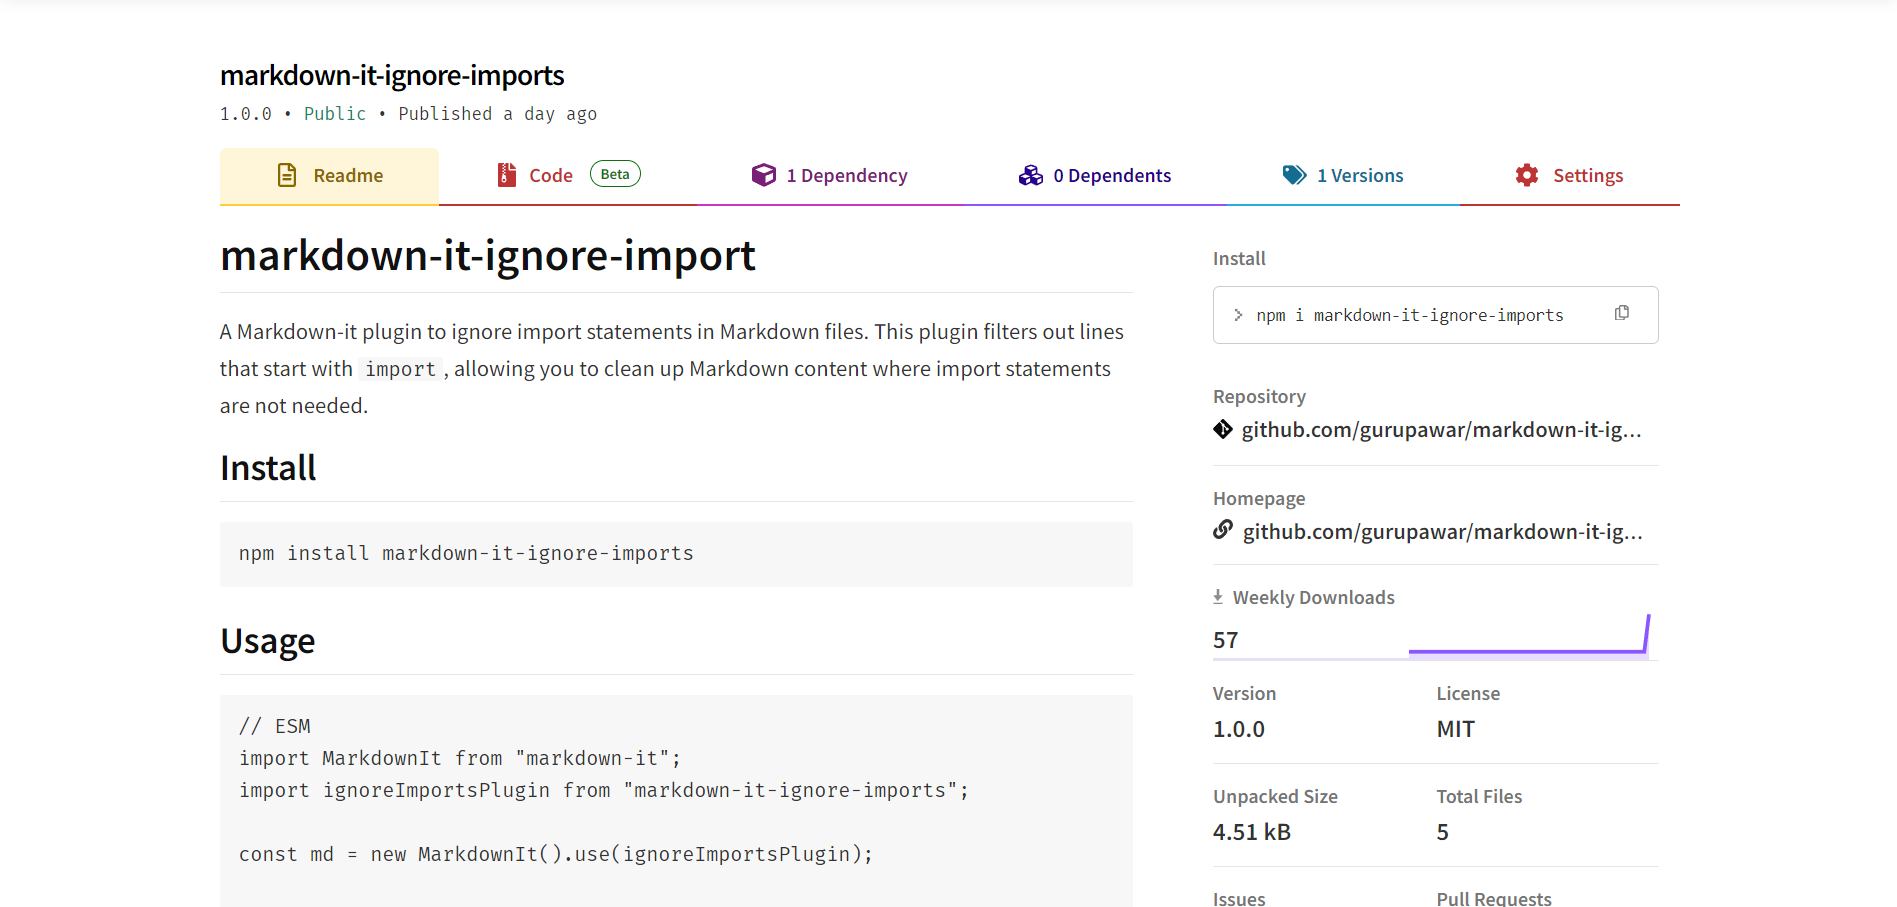 markdown-it-ignore-imports
1.0.0 • Public • Published a day ago
Readme
Code Beta
1 Dependency
0 Dependents
1 Versions
Settings
markdown-it-ignore-import
A Markdown-it plugin to ignore import statements in Markdown files. This plugin filters out lines
that start with import, allowing you to clean up Markdown content where import statements
are not needed.
Install
npm install markdown-it-ignore-imports
Usage
// ESM
import MarkdownIt from "markdown-it";
import ignoreImportsPlugin from "markdown-it-ignore-imports";
const md = new MarkdownIt().use(ignoreImportsPlugin);
Install
> npm i markdown-it-ignore-imports
Repository
github.com/gurupawar/markdown-it-ig...
Homepage
github.com/gurupawar/markdown-it-ig...
Weekly Downloads
57
Version
1.0.0
License
MIT
Unpacked Size
4.51 kB
Total Files
5
Issues
Pull Requests